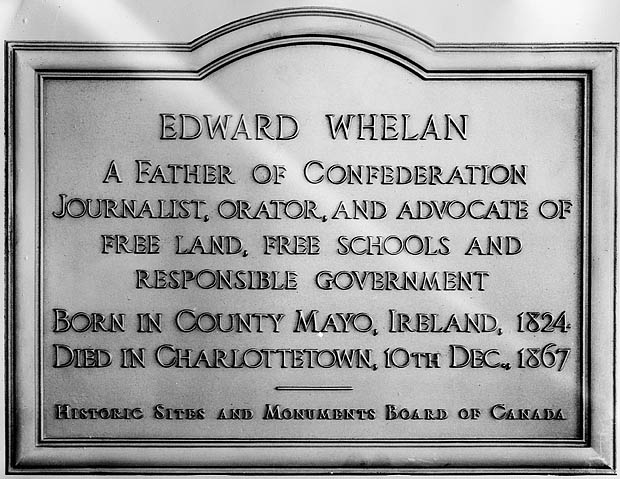 EDWARD WHELAN
A FATHER OF CONFEDERATION
JOURNALIST, ORATOR, AND ADVOCATE OF
FREE LAND, FREE SCHOOLS AND
RESPONSIBLE GOVERNMENT
BORN IN COUNTY MAYO, IRELAND, 1824.
DIED IN CHARLOTTETOWN, 10TH DEC., 1867
HISTORIC SITES AND MONUMENTS BOARD OF CANADA